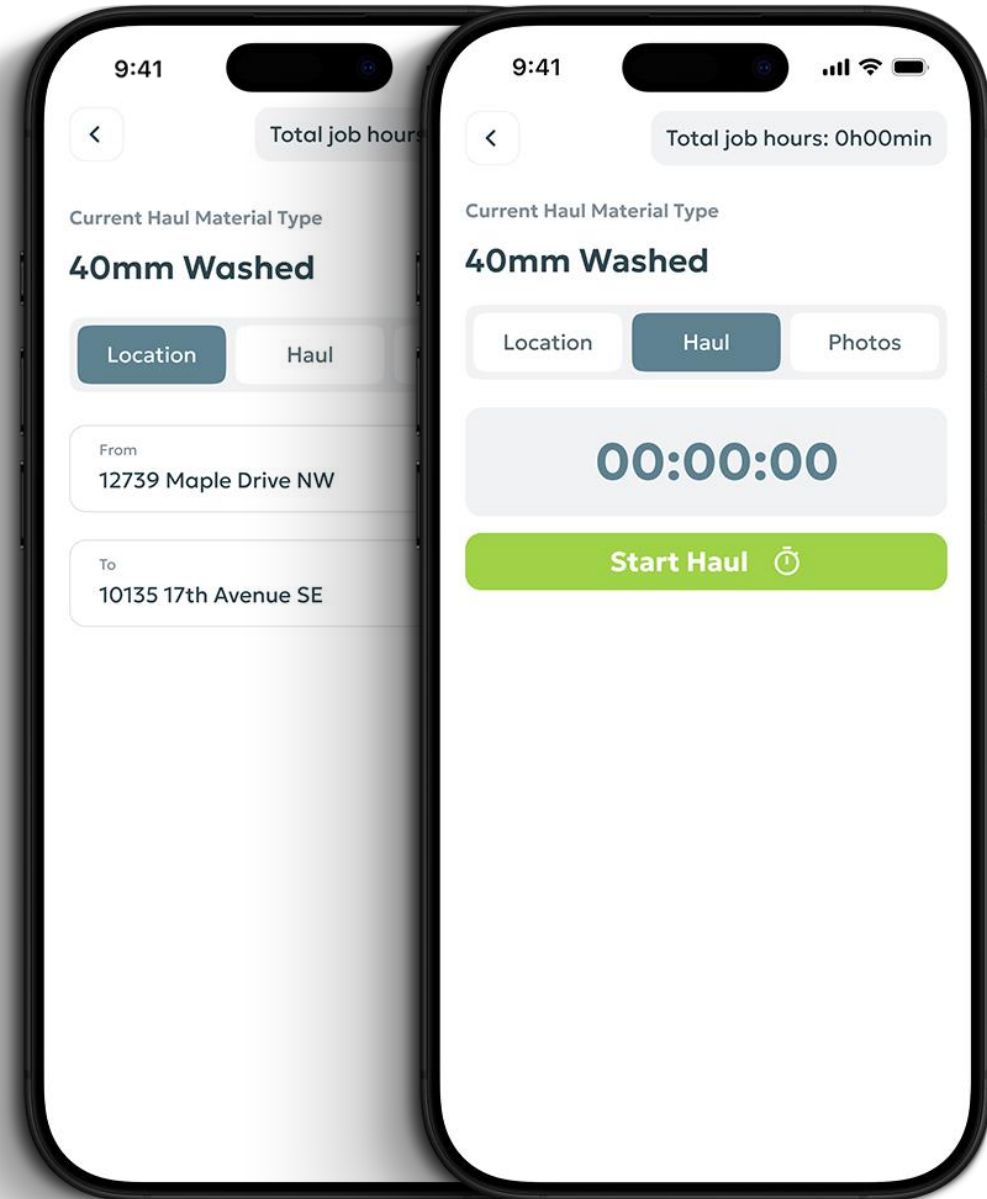 9:41
Total job hours
Current Haul Material Type
40mm Washed
Location
Haul
From
12739 Maple Drive NW
To
10135 17th Avenue SE
9:41
Total job hours: 0h00min
Current Haul Material Type
40mm Washed
Location
Haul
Photos
00:00:00
Start Haul